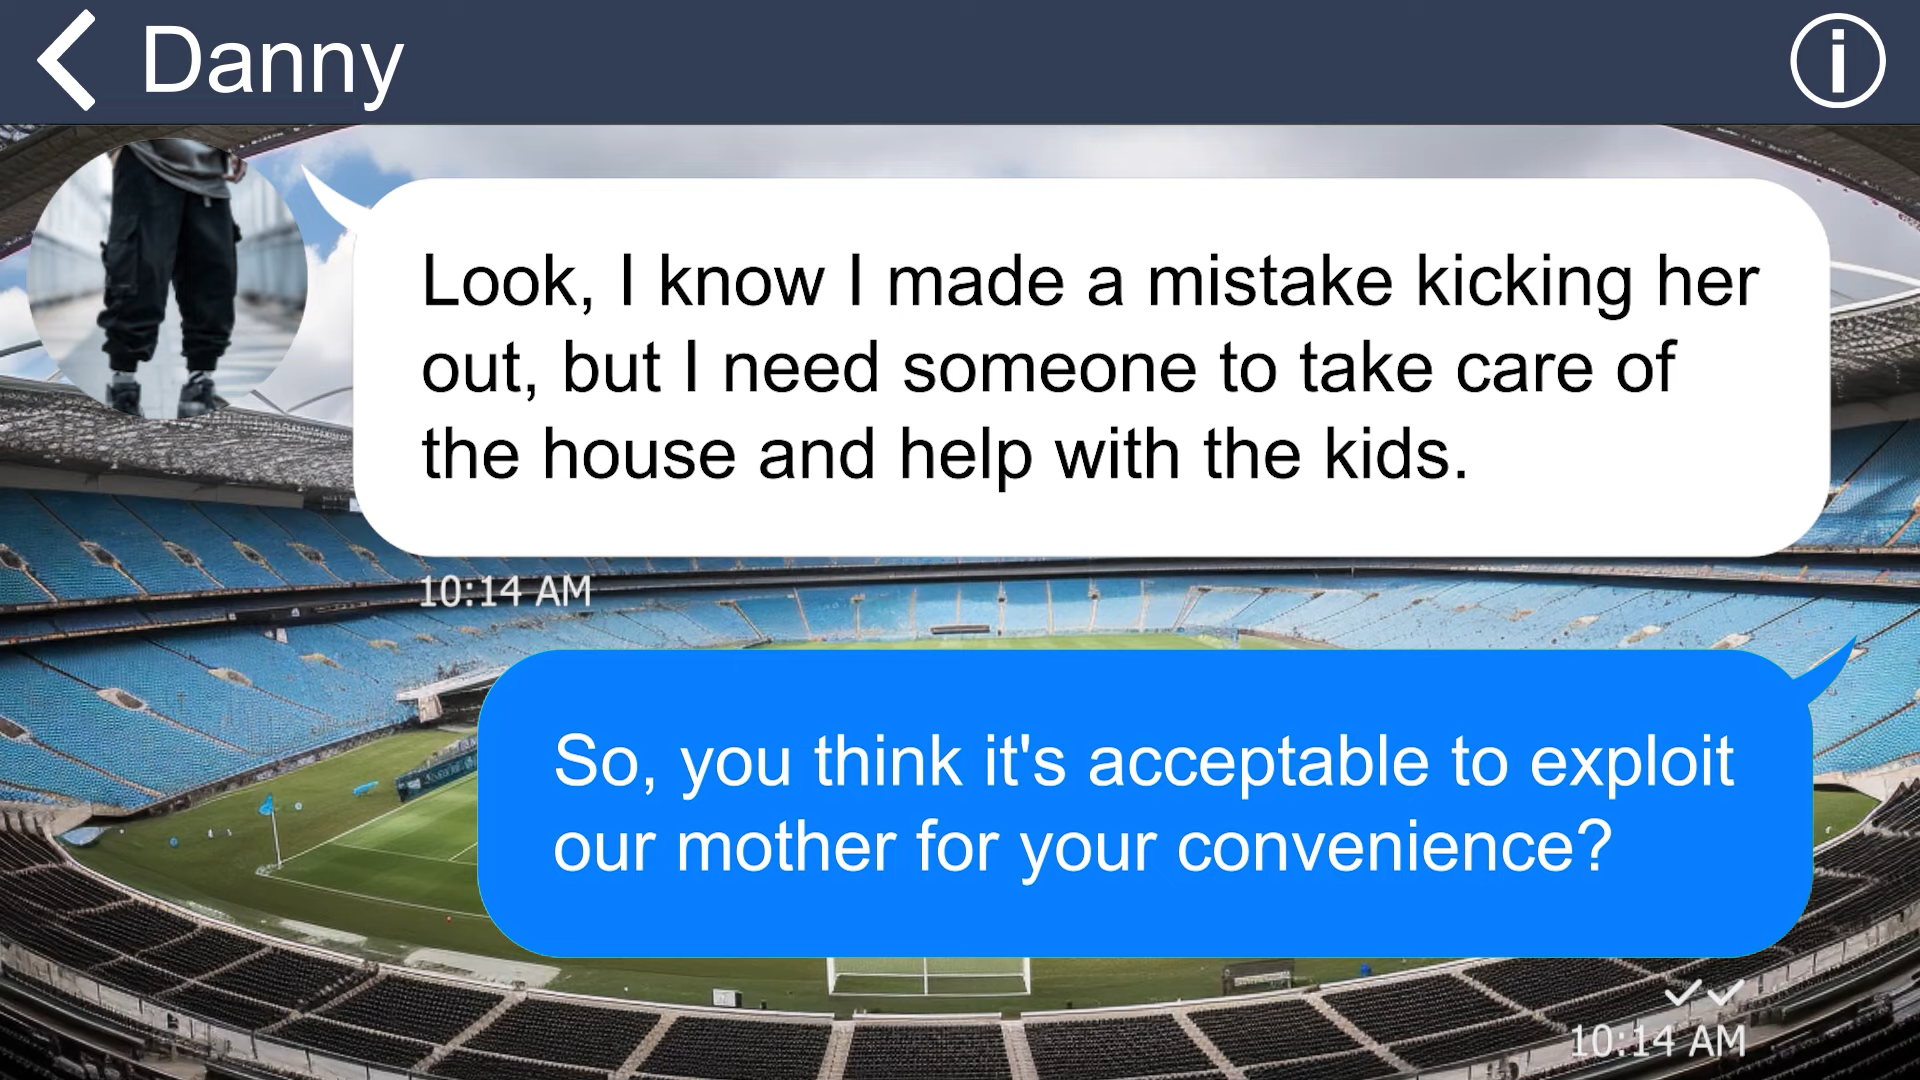 Danny
Look, I know I made a mistake kicking her
out, but I need someone to take care of
the house and help with the kids.
10:14 AM
So, you think it's acceptable to exploit
our mother for your convenience?
10:14 AM